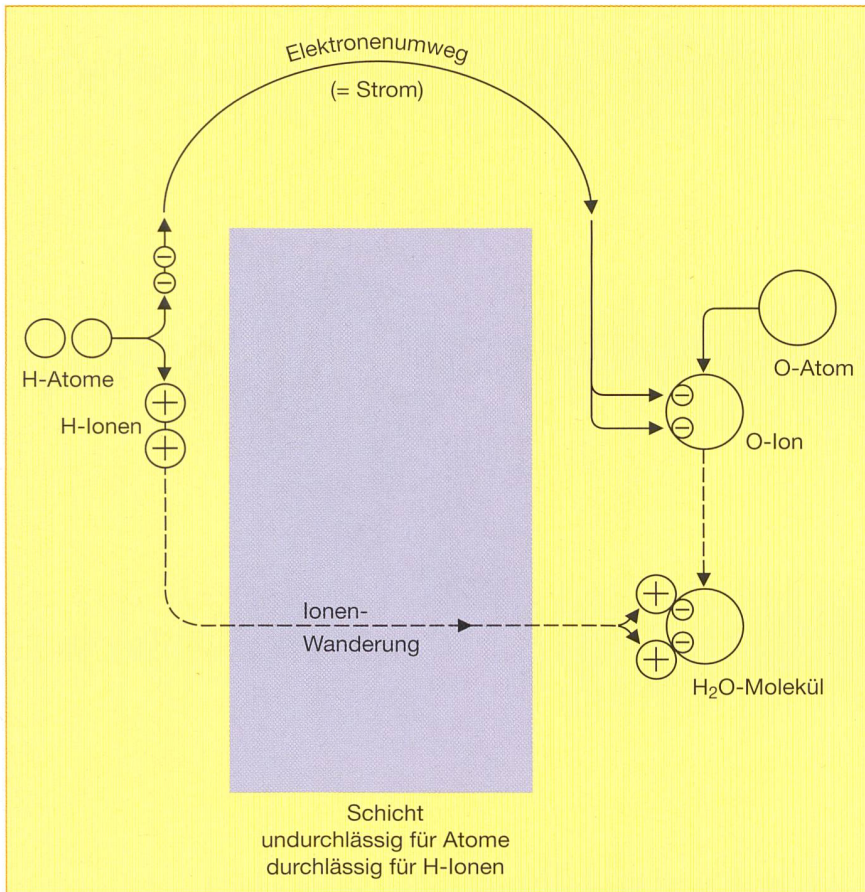 Elektronenumweg
(= Strom)
H-Atome
H-Ionen
O-Atom
O-Ion
Ionen-
Wanderung
H₂O-Molekül
Schicht
undurchlässig für Atome
durchlässig für H-Ionen